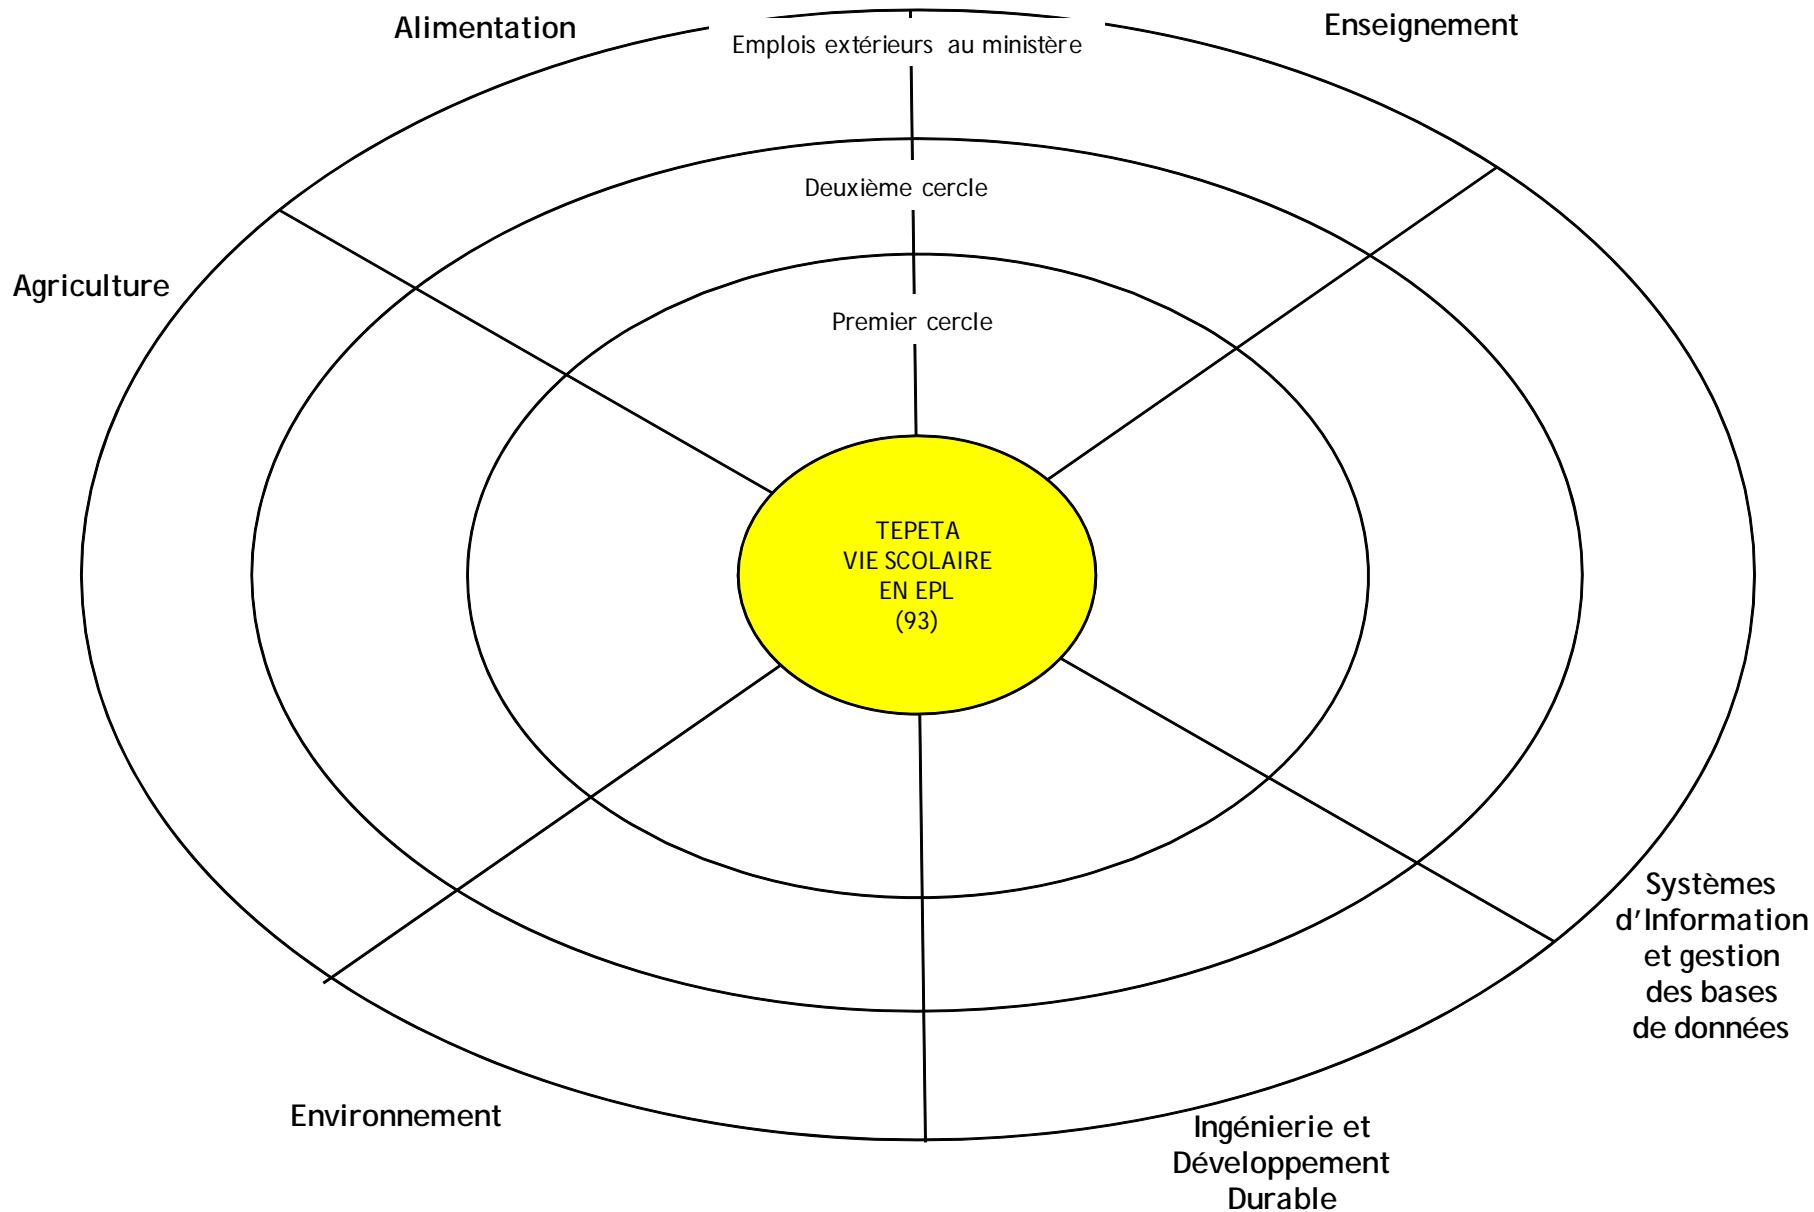 Alimentation
Enseignement
Emplois extérieurs au ministère
Deuxième cercle
Agriculture
Premier cercle
TEPETA
VIE SCOLAIRE
EN EPL
(93)
Systèmes
d’Information
et gestion
des bases
de données
Environnement
Ingénierie et
Développement
Durable